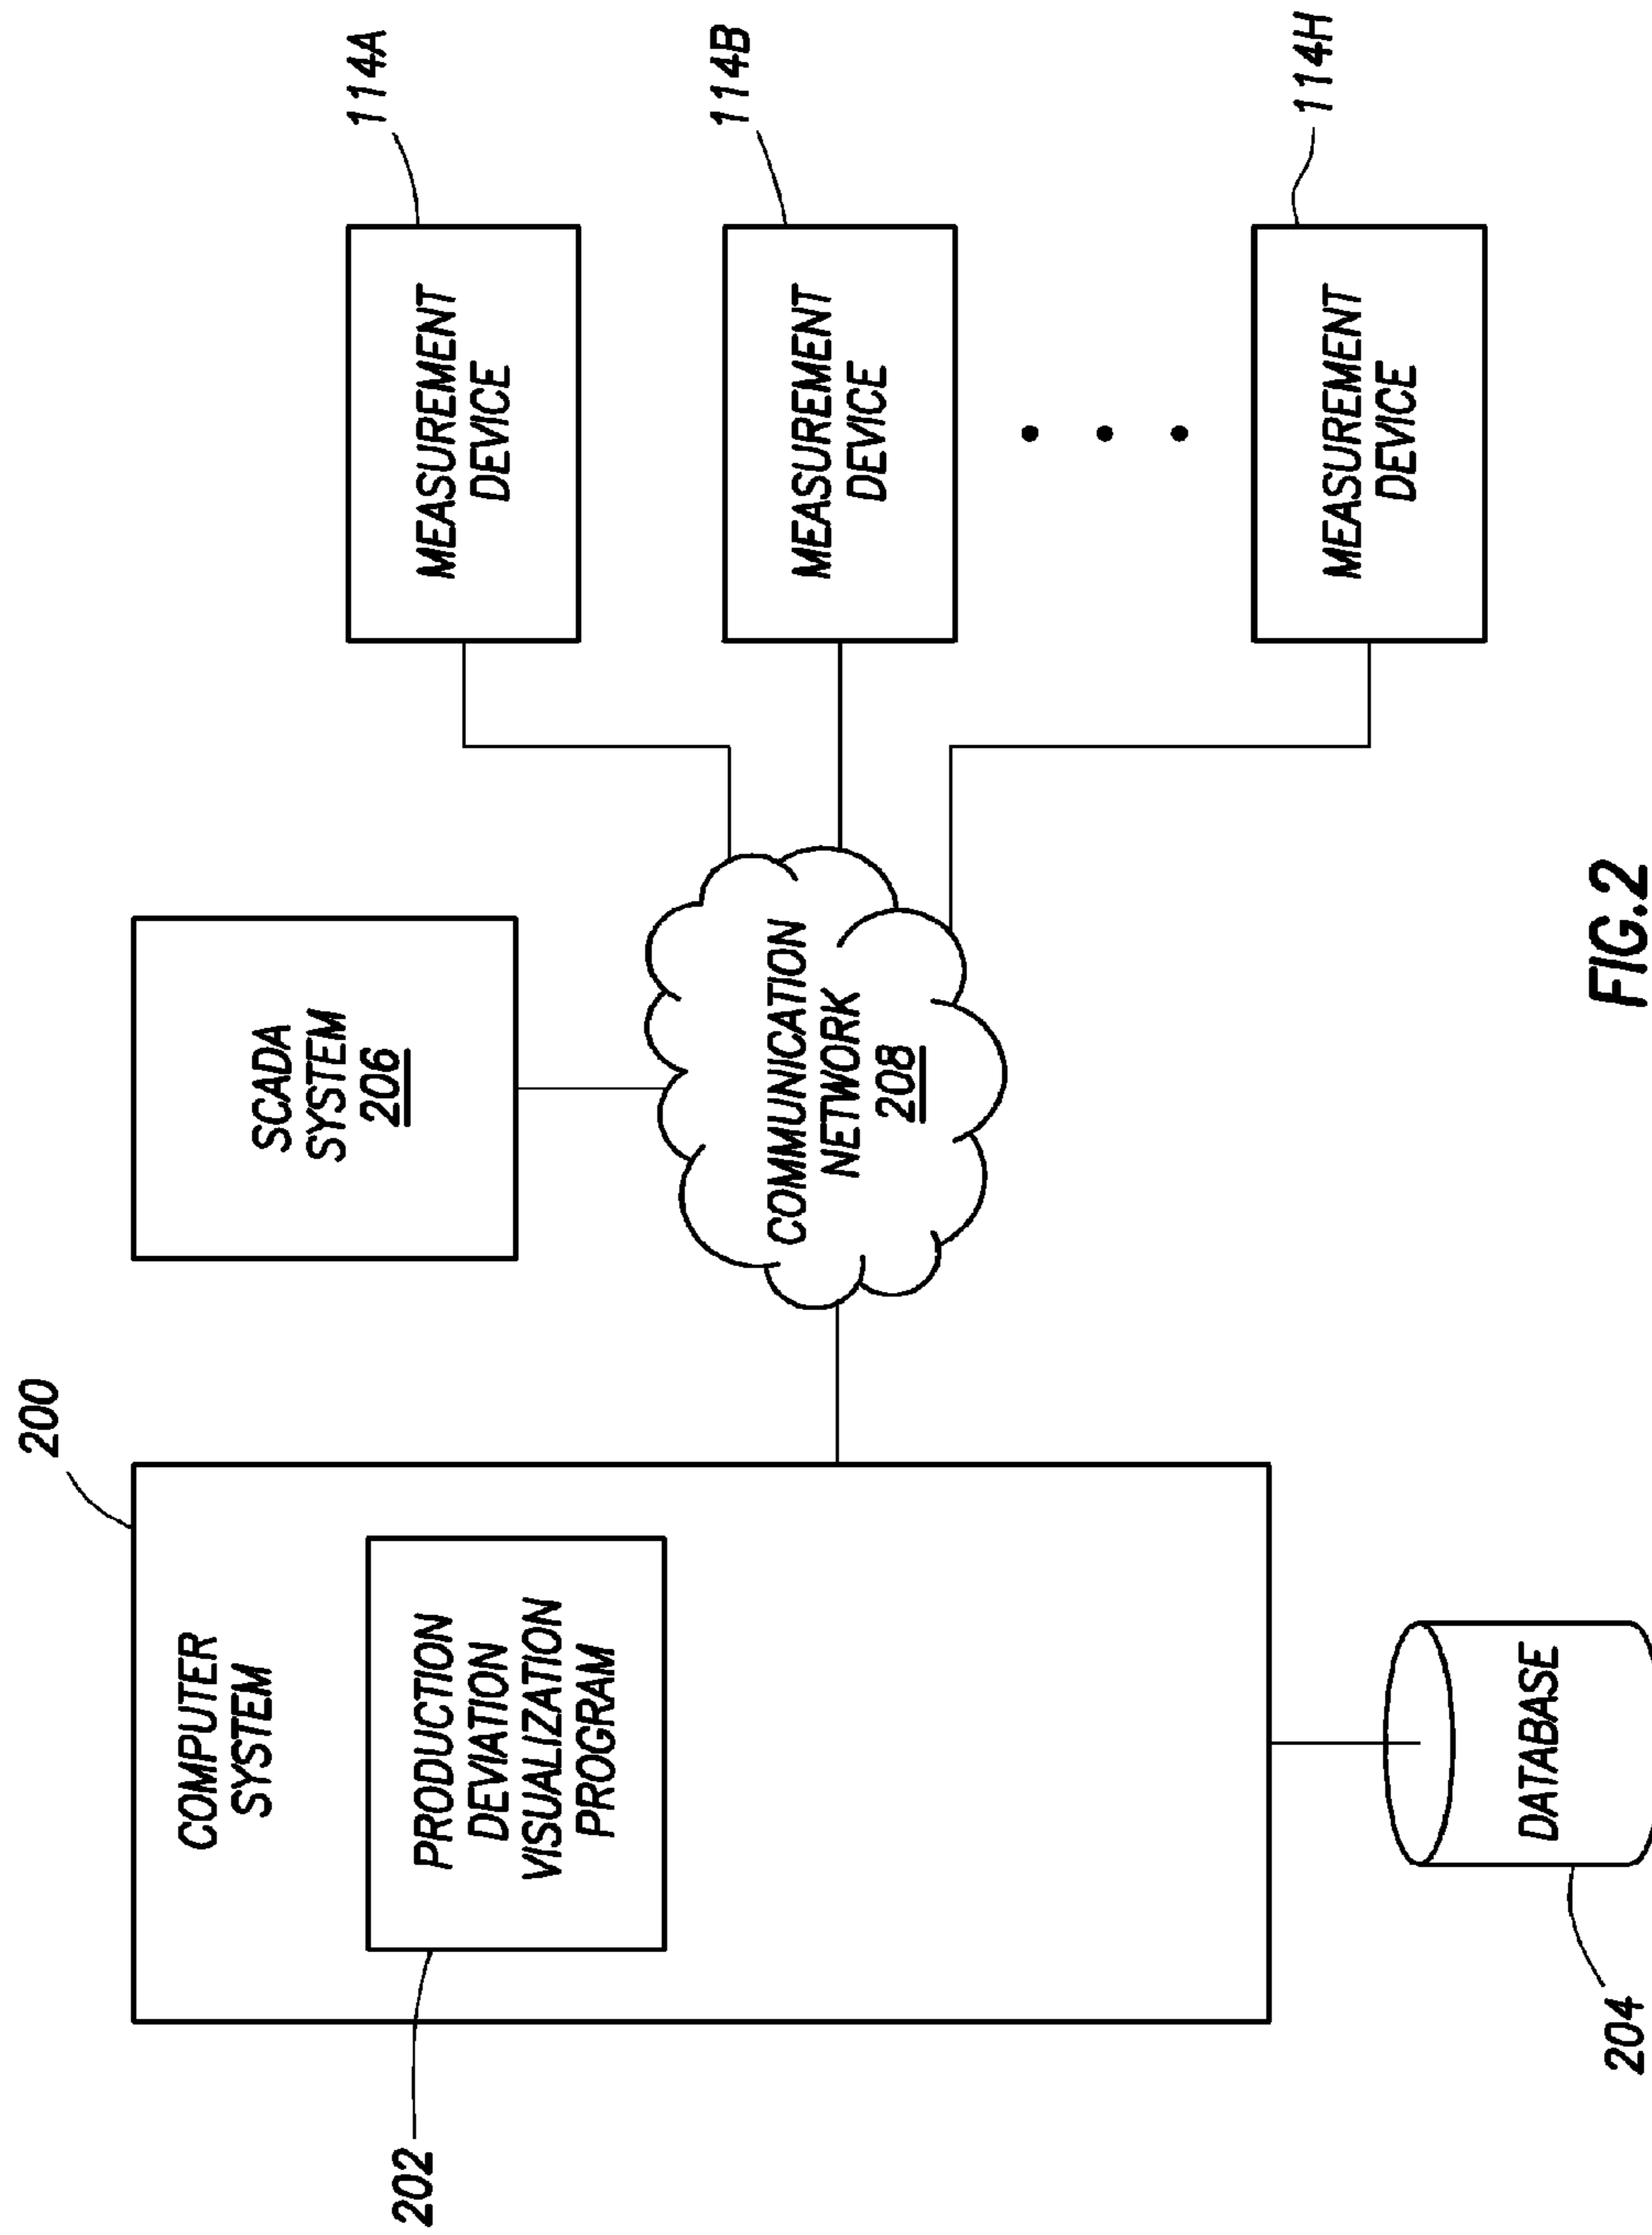 200
COMPUTER
SYSTEM
202
PRODUCTION
DEVIATION
VISUALIZATION
PROGRAM
DATABASE
204
SCADA
SYSTEM
206
COMMUNICATION
NETWORK
208
114A
MEASUREMENT
DEVICE
114B
MEASUREMENT
DEVICE
114H
MEASUREMENT
DEVICE
FIG.2